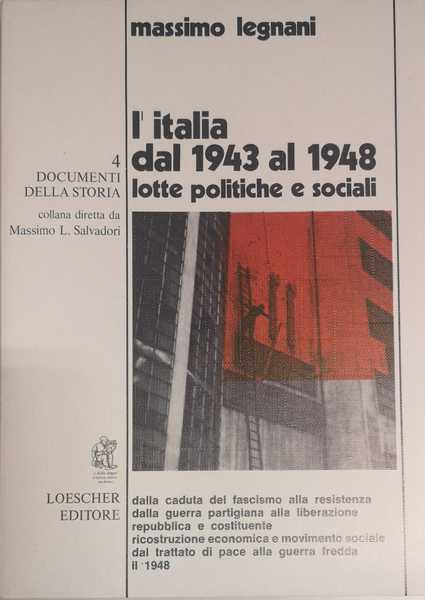 massimo legnani
l'italia
dal 1943 al 1948
lotte politiche e sociali
4
DOCUMENTI
DELLA STORIA
collana diretta da
Massimo L. Salvadori
LOESCHER
EDITORE
dalla caduta del fascismo alla resistenza
dalla guerra partigiana alla liberazione
repubblica e costituente
ricostruzione economica e movimento sociale
dal trattato di pace alla guerra fredda
il 1948